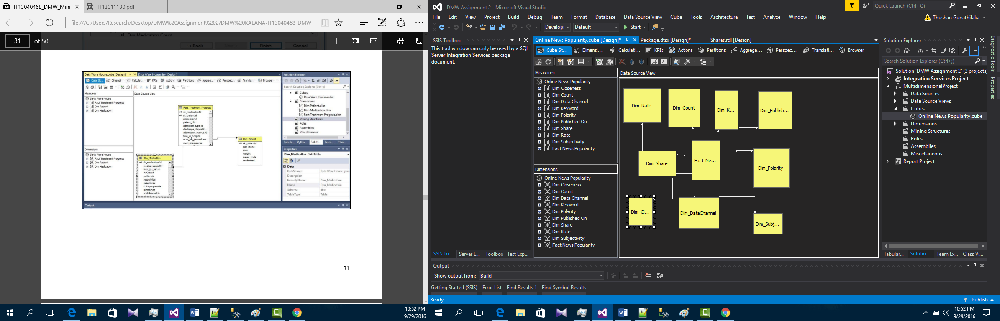 IT13040468_DMW_Mini
IT13011130.pdf
file:///C:/Users/Research/Desktop/DMW%20Assignment%202/DMW%20KALANA/IT13040468_DMW_
31
of 50
Dim Medication Count
< Back
Finish
Cancel
Data Ware House.cube [Design]*
Data Ware House.dsv [Design]
Cube St...
Dimensi...
Calculat...
KPIs
Actions
Partitions
Aggreg...
Perspec...
Transla...
Browser
Measures
Data Ware House
Fact Treatment Progress
Dim Patient
Dim Medication
Dimensions
Data Ware House
Fact Treatment Progress
Dim Patient
Dim Medication
Data Source View
Fact_Treatment_Progress
sk_medicationId
sk_patientId
encounterId
patient_nbr
admission_type_id
discharge_dispositio...
addmission_source_id
time_in_hospital
num_lab_procedures
num_procedures
Dim_Patient
sk_patientId
age_range
race
weight
payer_code
readmitted
Dim_Medication
sk_medicationId
medical_speciality
max_glu_serum
A1Cresult
metformin
repaglinide
nateglinide
chlorpropamide
glimepiride
acetohexamide
Solution Explorer
Search Solution Explorer (Ctrl+;)
Cubes
Data Ware House.cube
Dimensions
Dim Patient.dim
Dim Medication.dim
Fact Treatment Progress.dim
Mining Structures
Roles
Assemblies
Miscellaneous
Tabula...
Pytho...
Soluti...
Team...
Class...
Properties
Dim_Medication DataTable
Data
DataSource
Data Ware House (prin
Description
FriendlyName
Dim_Medication
Name
Dim_Medication
Schema
dbo
TableType
Table
Output
31
10:52 PM
9/29/2016
DMW Assignment 2 - Microsoft Visual Studio
Quick Launch (Ctrl+Q)
File Edit View Project Build Debug Team Format Database Data Source View Cube Tools Architecture Test Analyze Window Help
Thushan Gunathilaka
Develop
Default
Start
SSIS Toolbox
This tool window can only be used by a SQL
Server Integration Services package
document.
SSIS To...
Server E...
Toolbox
Test Exp...
Online News Popularity.cube [Design]*
Package.dtsx [Design]*
Shares.rdl [Design]
Cube St...
Dimensi...
Calculati...
KPIs
Actions
Partitions
Aggrega...
Perspec...
Translati...
Browser
Measures
Online News Popularity
Dim Closeness
Dim Count
Dim Data Channel
Dim Keyword
Dim Polarity
Dim Published On
Dim Share
Dim Rate
Dim Subjectivity
Fact News Popularity
Dimensions
Online News Popularity
Dim Closeness
Dim Count
Dim Data Channel
Dim Keyword
Dim Polarity
Dim Published On
Dim Share
Dim Rate
Dim Subjectivity
Fact News Popularity
Data Source View
Dim_Rate
Dim_Count
Dim_K...
Dim_Publish...
Dim_Share
Fact_Ne...
Dim_Polarity
Dim_Cl...
Dim_DataChannel
Dim_Subj...
Solution Explorer
Search Solution Explorer (Ctrl+;)
Solution 'DMW Assignment 2' (3 projects)
Integration Services Project
MultidimensionalProject
Data Sources
Data Source Views
Cubes
Online News Popularity.cube
Dimensions
Mining Structures
Roles
Assemblies
Miscellaneous
Report Project
Tabular...
Solutio...
Team Ex...
Class Vi...
Diagnostic Tools
Properties
Output
Show output from:
Build
Getting Started (SSIS)
Error List
Find Results 1
Find Symbol Results
Ready
Publish
10:52 PM
9/29/2016